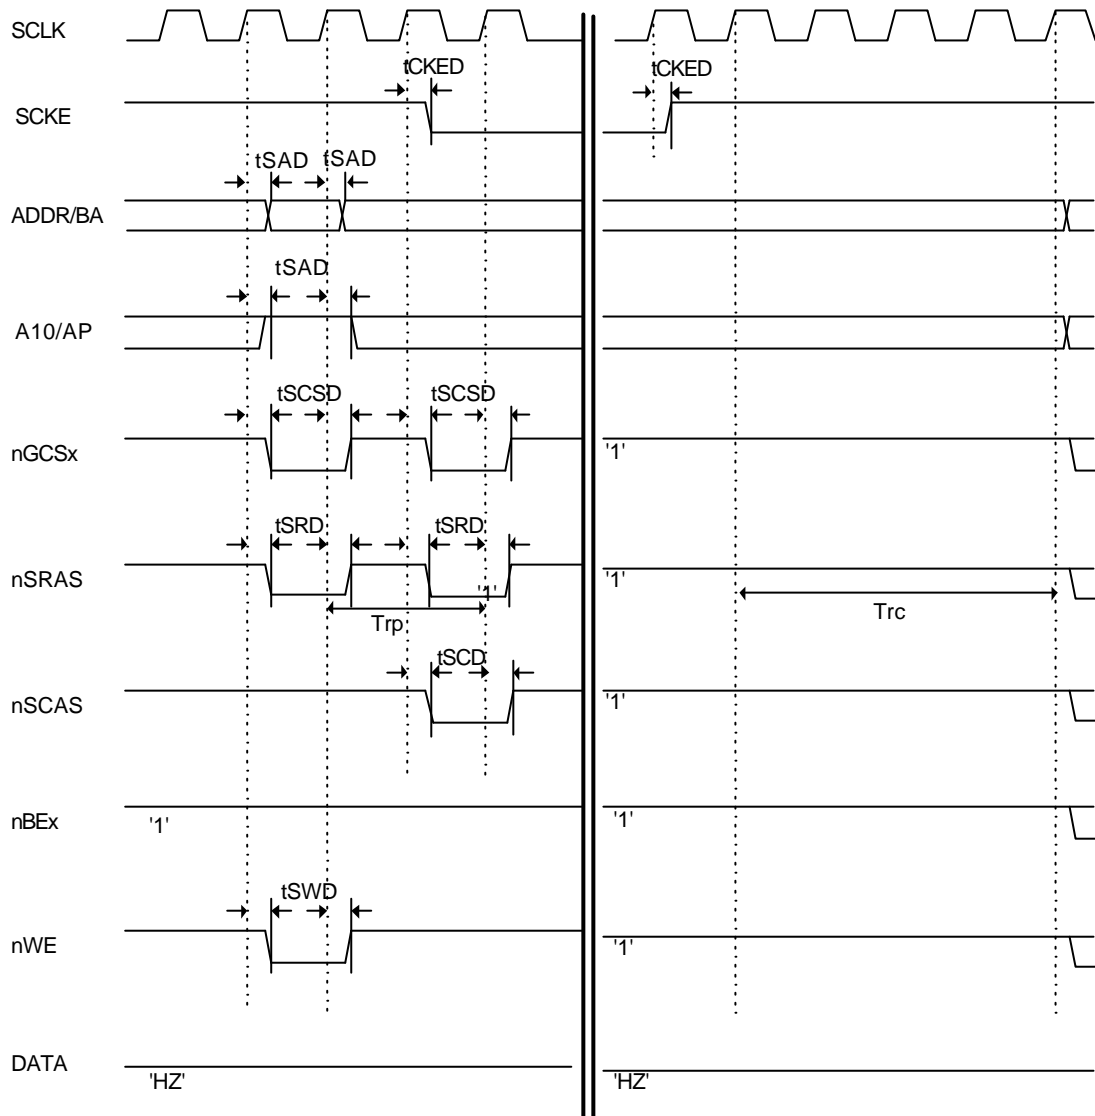 SCLK
tCKED tCKED
SCKE
tSAD tSAD
ADDR/BA
tSAD
A10/AP
tSCSD tSCSD
nGCSx '1'
tSRD tSRD
nSRAS '1' '1'
Trp Trc
tSCD
nSCAS '1'
nBEx '1' '1'
tSWD
nWE '1'
DATA
'HZ' 'HZ'